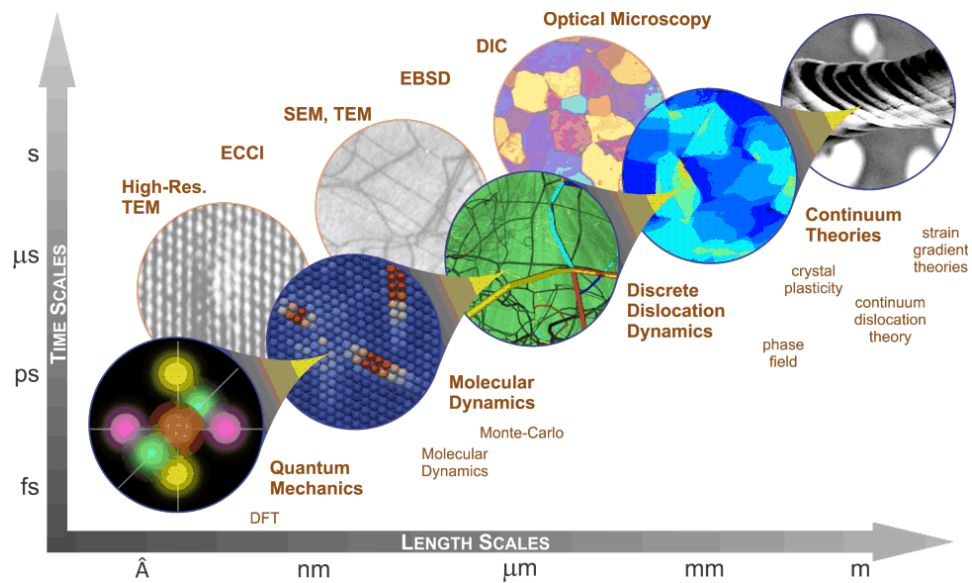 Optical Microscopy
DIC
EBSD
SEM, TEM
ECCI
High-Res.
TEM
s
μs
ps
fs
TIME SCALES
Continuum
Theories
strain
gradient
theories
crystal
plasticity
continuum
dislocation
theory
phase
field
Discrete
Dislocation
Dynamics
Molecular
Dynamics
Monte-Carlo
Molecular
Dynamics
Quantum
Mechanics
DFT
LENGTH SCALES
Â
nm
μm
mm
m